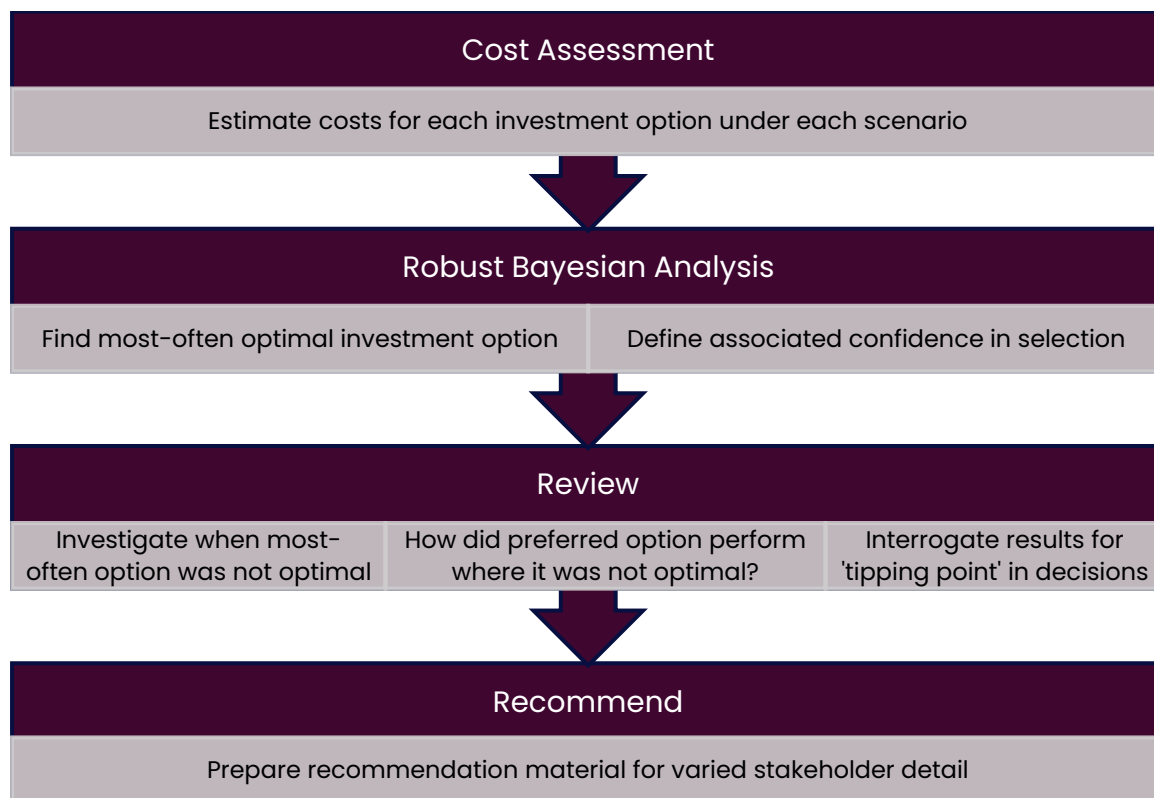 Cost Assessment
Estimate costs for each investment option under each scenario
Robust Bayesian Analysis
Find most-often optimal investment option
Define associated confidence in selection
Review
Investigate when most-
often option was not optimal
How did preferred option perform
where it was not optimal?
Interrogate results for
'tipping point' in decisions
Recommend
Prepare recommendation material for varied stakeholder detail